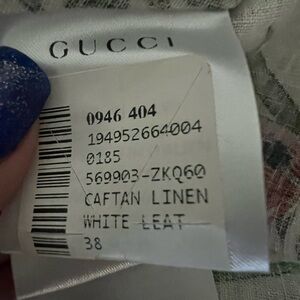 GUCCI
0946 404
194952664004
0185
569903-ZKQ60
CAFTAN LINEN
WHITE LEAT
38